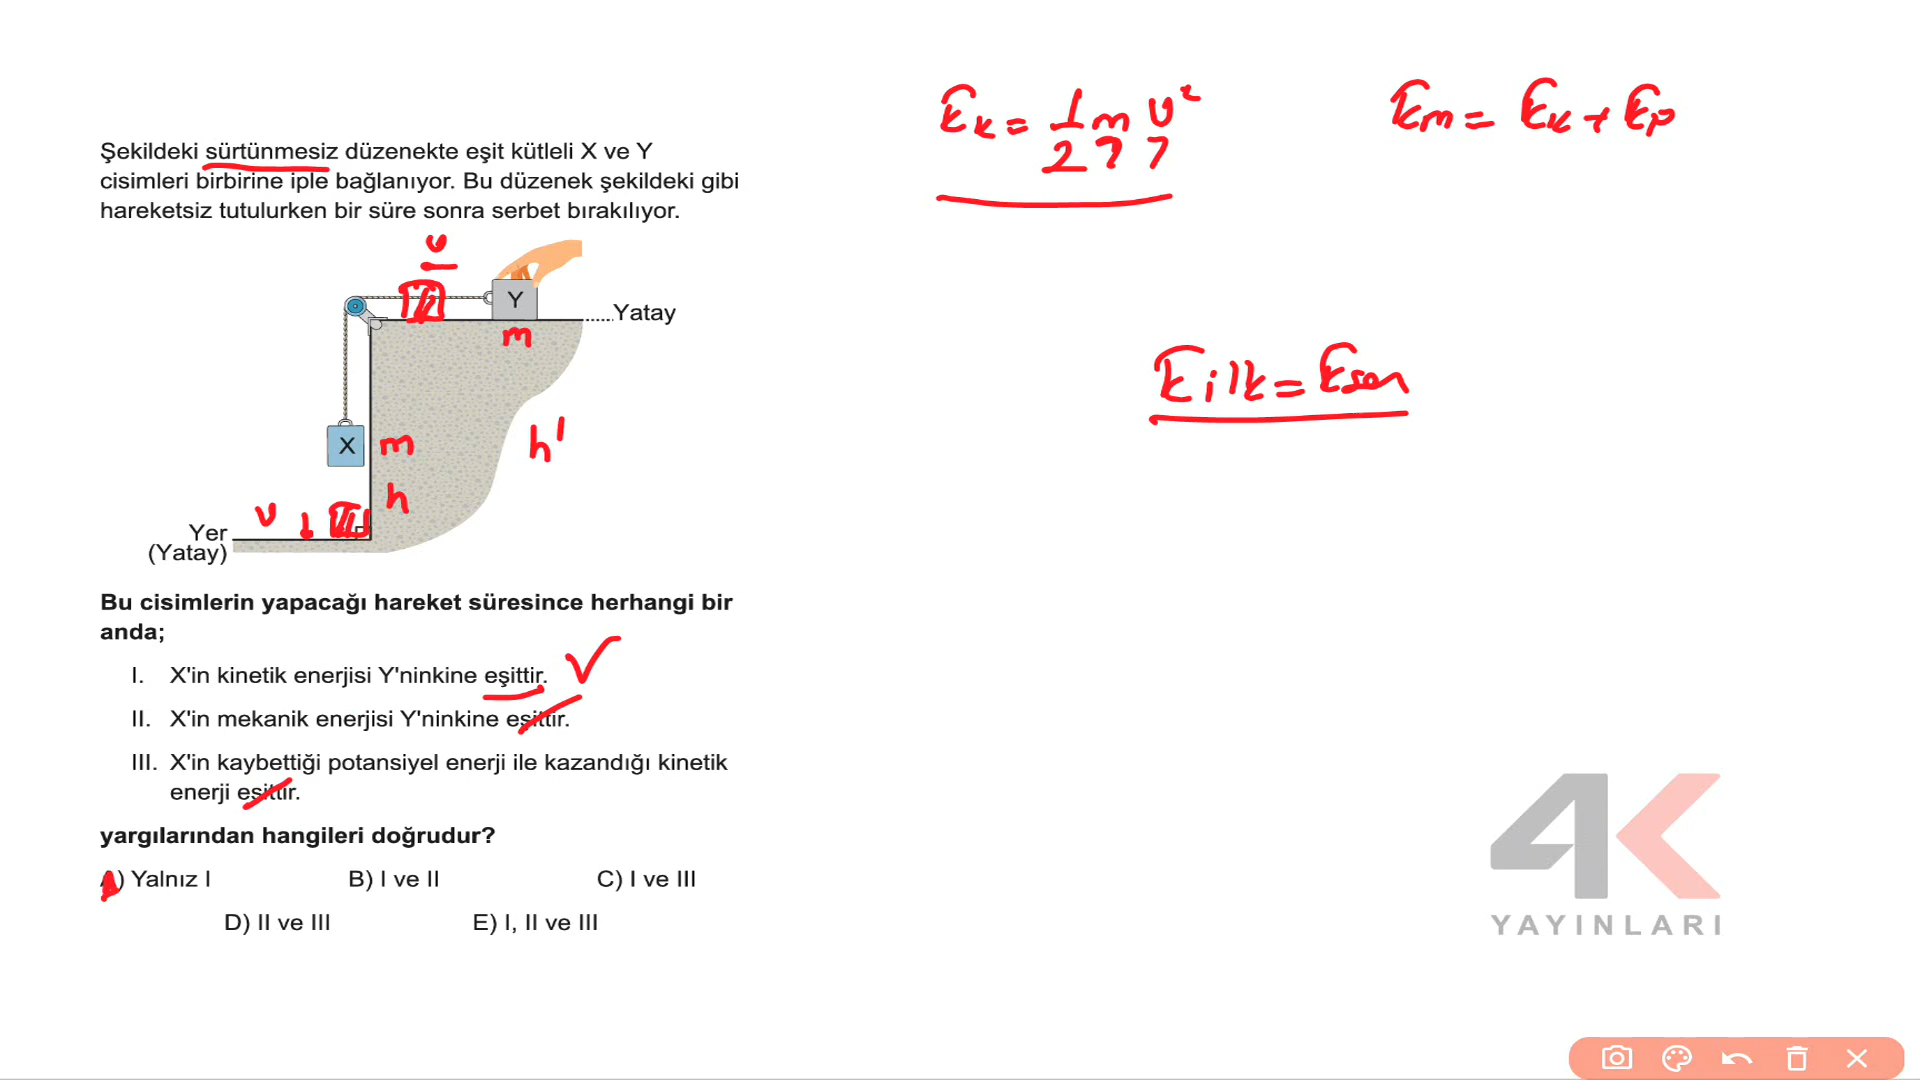 Şekildeki sürtünmesiz düzenekte eşit kütleli X ve Y
cisimleri birbirine iple bağlanıyor. Bu düzenek şekildeki gibi
hareketsiz tutulurken bir süre sonra serbet bırakılıyor.
υ
Y
Yatay
m
X
m
h'
h
υ
Yer
(Yatay)
Bu cisimlerin yapacağı hareket süresince herhangi bir
anda;
I. X'in kinetik enerjisi Y'ninkine eşittir.
II. X'in mekanik enerjisi Y'ninkine eşittir.
III. X'in kaybettiği potansiyel enerji ile kazandığı kinetik
enerji eşittir.
yargılarından hangileri doğrudur?
A) Yalnız I
B) I ve II
C) I ve III
D) II ve III
E) I, II ve III
Ek = 1/2 m υ²
? ?
Em = Ek + Ep
Eilk = Eson
4K
YAYINLARI